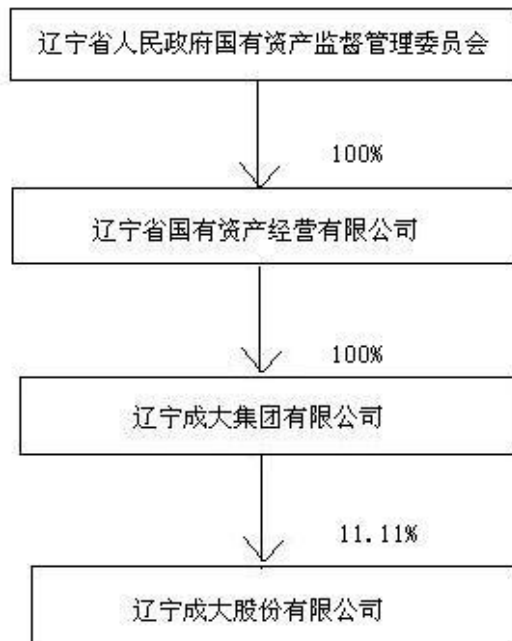 辽宁省人民政府国有资产监督管理委员会
100%
辽宁省国有资产经营有限公司
100%
辽宁成大集团有限公司
11.11%
辽宁成大股份有限公司